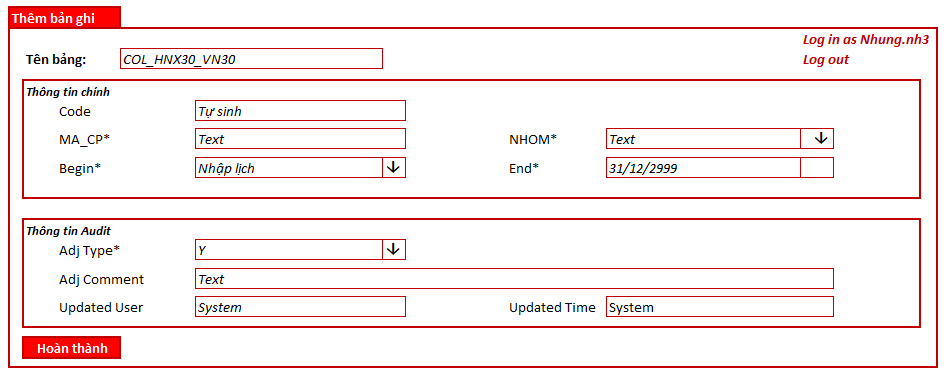 Thêm bản ghi
Log in as Nhung.nh3
Tên bảng: COL_HNX30_VN30 Log out
Thông tin chính
Code Tự sinh
MA_CP* Text NHOM* Text
Begin* Nhập lịch End* 31/12/2999
Thông tin Audit
Adj Type* Y
Adj Comment Text
Updated User System Updated Time System
Hoàn thành